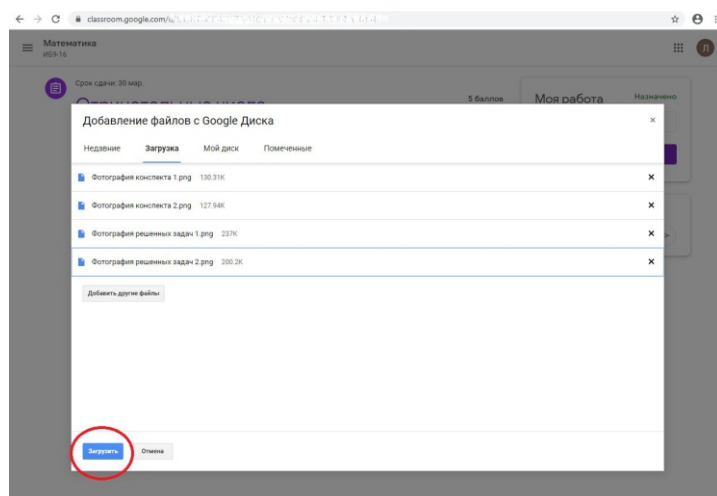 classroom.google.com/u
Математика
ИБ9-16
Л
Срок сдачи: 30 мар.
5 баллов
Моя работа
Назначено
Добавление файлов с Google Диска
Недавние Загрузка Мой диск Помеченные
Фотография конспекта 1.png 130.31K
Фотография конспекта 2.png 127.94K
Фотография решенных задач 1.png 237K
Фотография решенных задач 2.png 200.2K
Добавить другие файлы
Загрузить Отмена